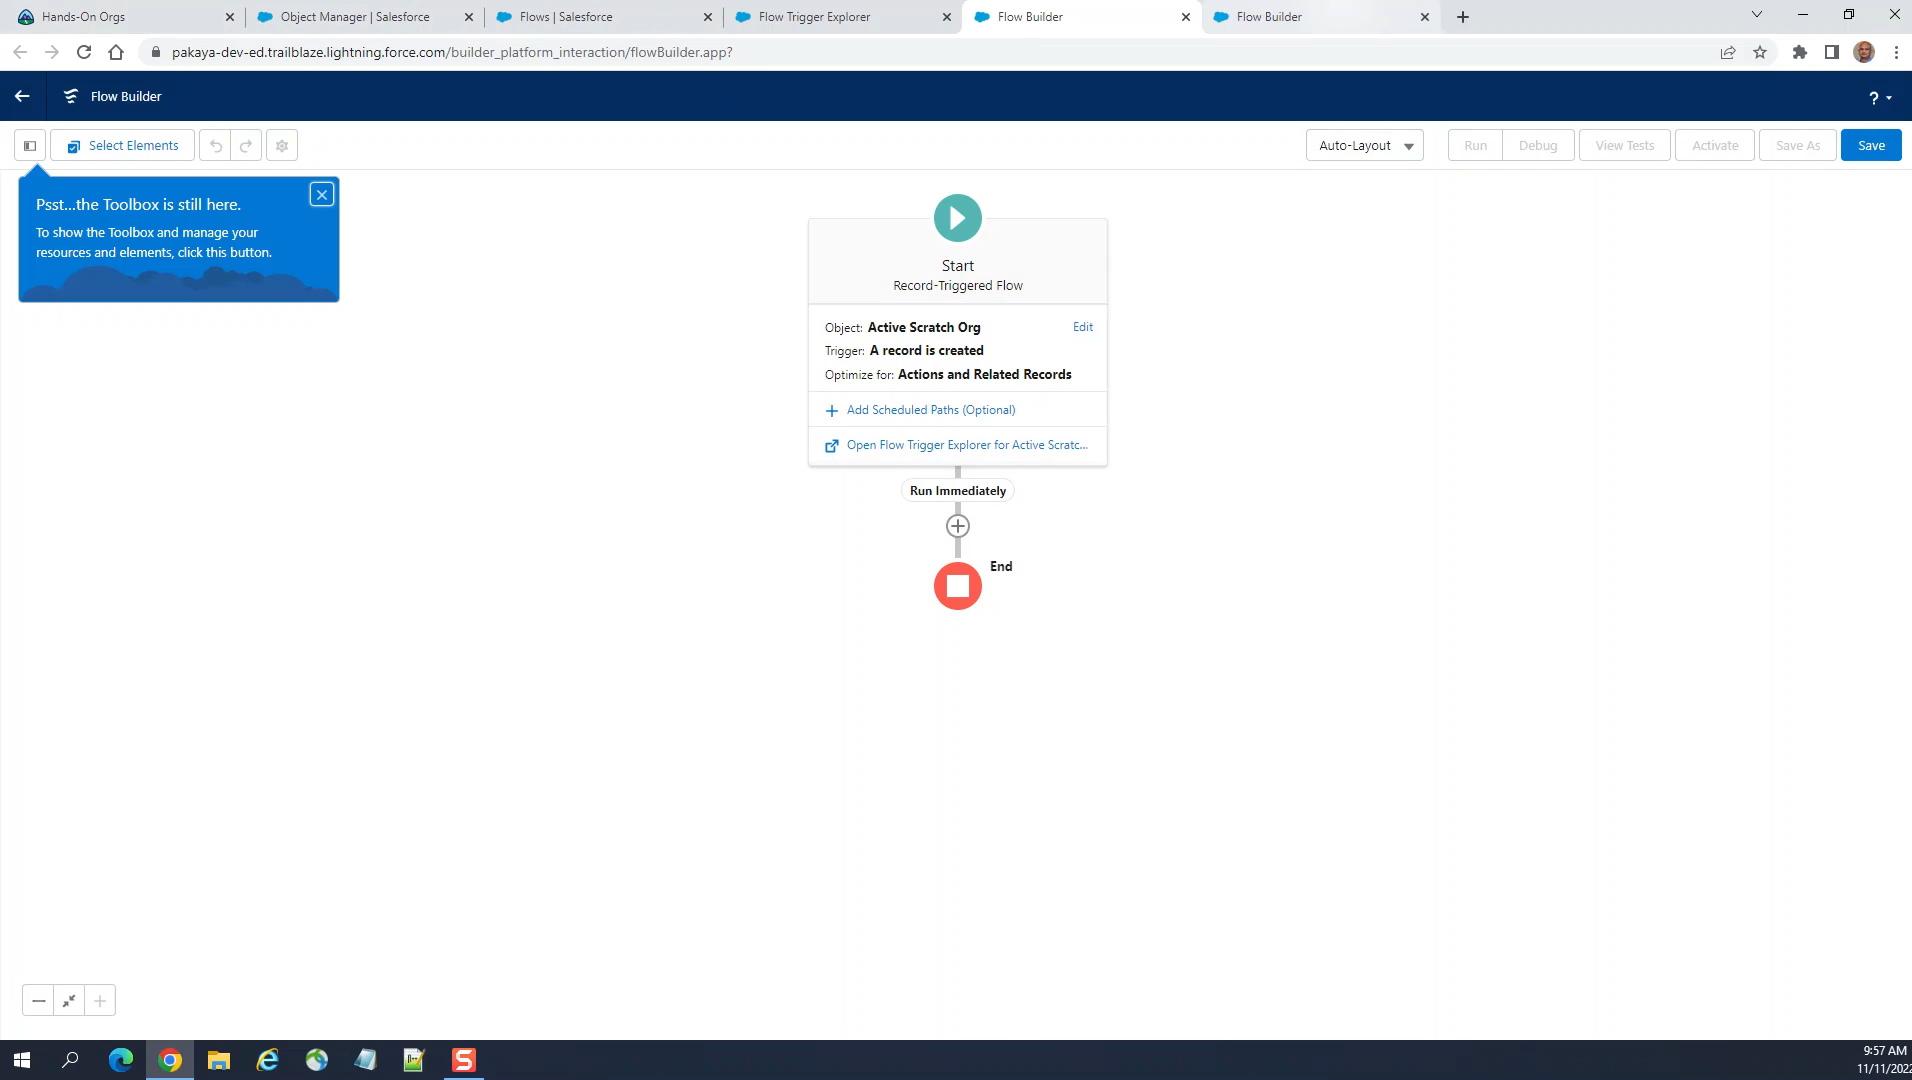 Hands-On Orgs
Object Manager | Salesforce
Flows | Salesforce
Flow Trigger Explorer
Flow Builder
Flow Builder
pakaya-dev-ed.trailblaze.lightning.force.com/builder_platform_interaction/flowBuilder.app?
Flow Builder
?
Select Elements
Auto-Layout
Run
Debug
View Tests
Activate
Save As
Save
Psst...the Toolbox is still here.
To show the Toolbox and manage your
resources and elements, click this button.
Start
Record-Triggered Flow
Object: Active Scratch Org
Edit
Trigger: A record is created
Optimize for: Actions and Related Records
Add Scheduled Paths (Optional)
Open Flow Trigger Explorer for Active Scratc...
Run Immediately
End
9:57 AM
11/11/2022